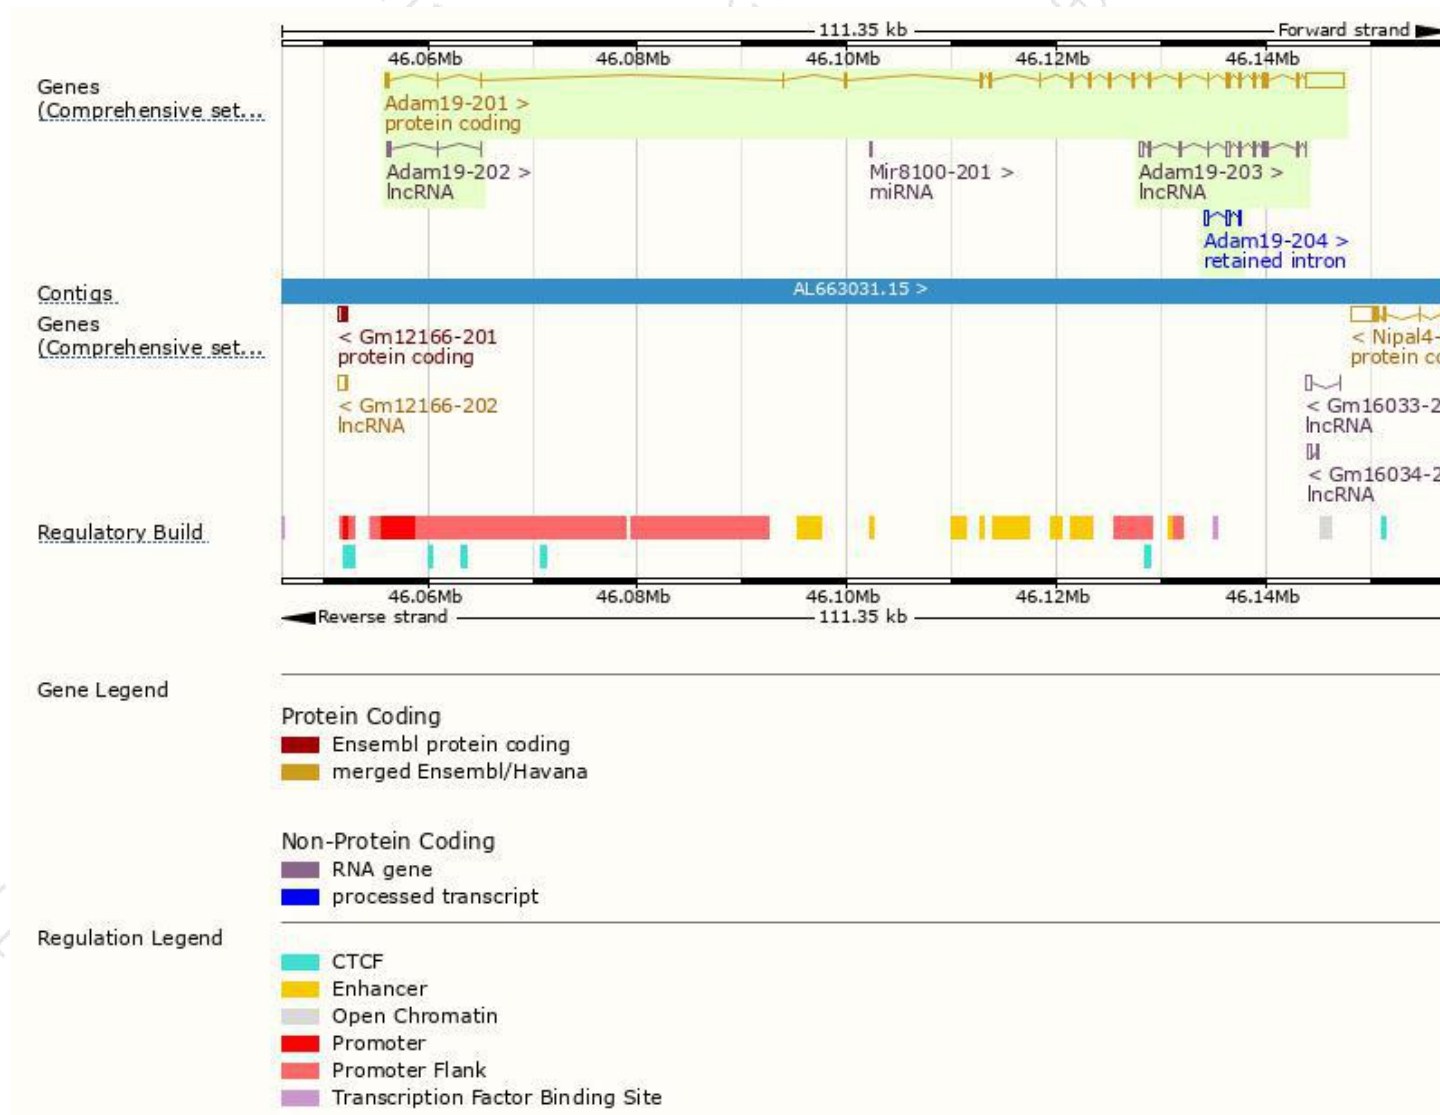 111.35 kb
Forward strand
46.06Mb 46.08Mb 46.10Mb 46.12Mb 46.14Mb
Genes
(Comprehensive set...
Adam19-201 >
protein coding
Adam19-202 >
lncRNA
Mir8100-201 >
miRNA
Adam19-203 >
lncRNA
Adam19-204 >
retained intron
Contigs
AL663031.15 >
Genes
(Comprehensive set...
< Gm12166-201
protein coding
< Nipal4-
protein co
< Gm12166-202
lncRNA
< Gm16033-2
lncRNA
< Gm16034-2
lncRNA
Regulatory Build
46.06Mb 46.08Mb 46.10Mb 46.12Mb 46.14Mb
Reverse strand
111.35 kb
Gene Legend
Protein Coding
Ensembl protein coding
merged Ensembl/Havana
Non-Protein Coding
RNA gene
processed transcript
Regulation Legend
CTCF
Enhancer
Open Chromatin
Promoter
Promoter Flank
Transcription Factor Binding Site